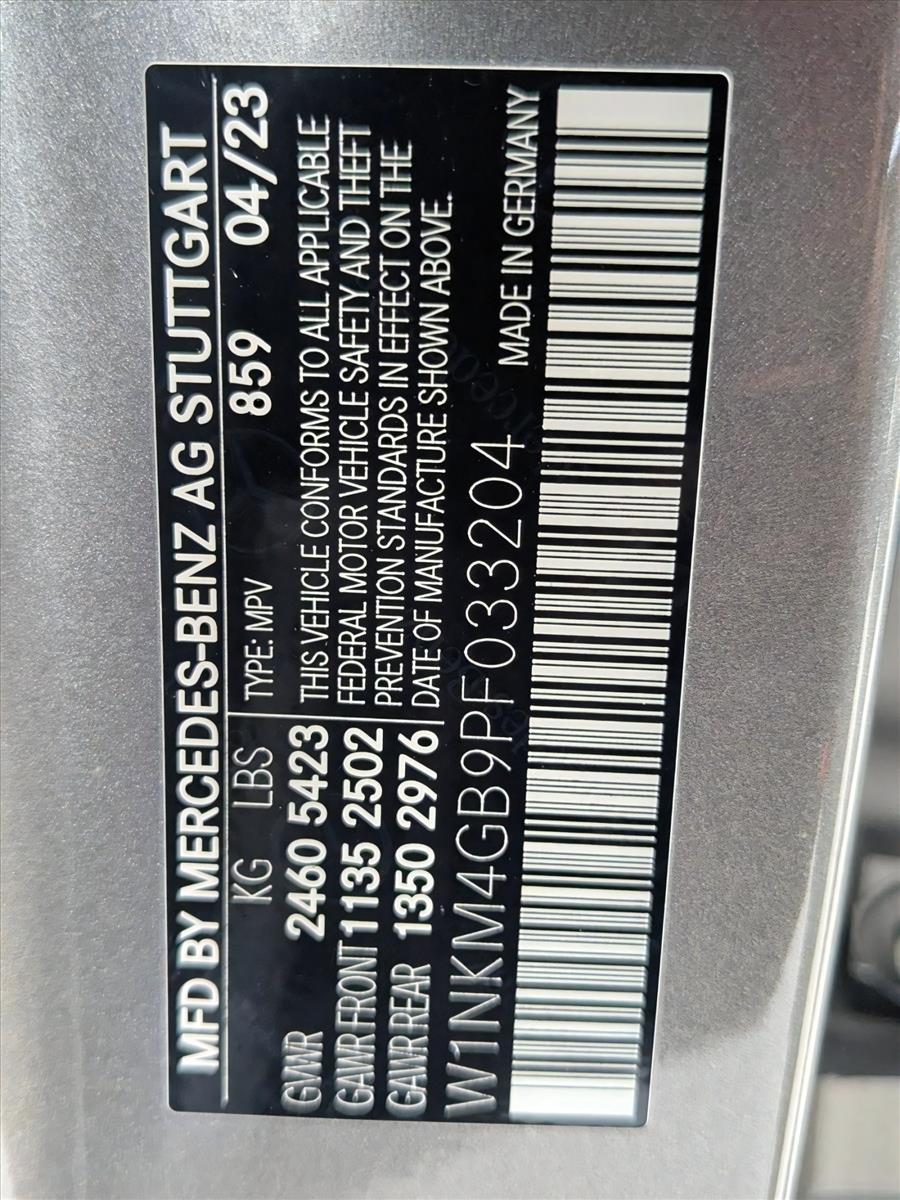 MFD BY MERCEDES-BENZ AG STUTTGART
KG LBS TYPE: MPV 859 04/23
GVWR 2460 5423
GAWR FRONT 1135 2502
GAWR REAR 1350 2976
THIS VEHICLE CONFORMS TO ALL APPLICABLE
FEDERAL MOTOR VEHICLE SAFETY AND THEFT
PREVENTION STANDARDS IN EFFECT ON THE
DATE OF MANUFACTURE SHOWN ABOVE.
W1NKM4GB9PF033204 MADE IN GERMANY